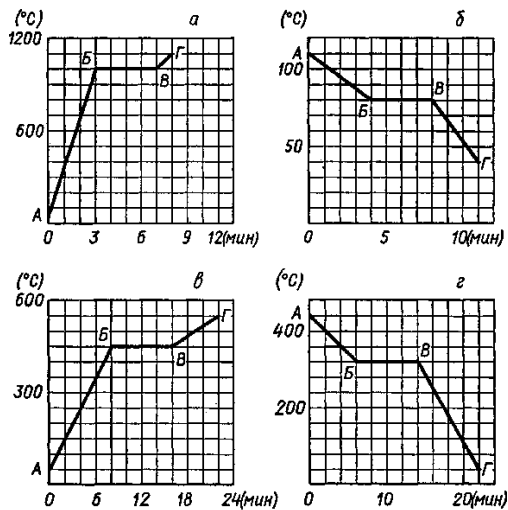 (°C) а (°C) б
1200 Б Г А
100
В
600 Б В
50
А Г
0 3 6 9 12(мин) 0 5 10(мин)
(°C) в (°C) г
600 Г А
Б 400
В Б В
300
200
А Г
0 6 12 18 24(мин) 0 10 20(мин)